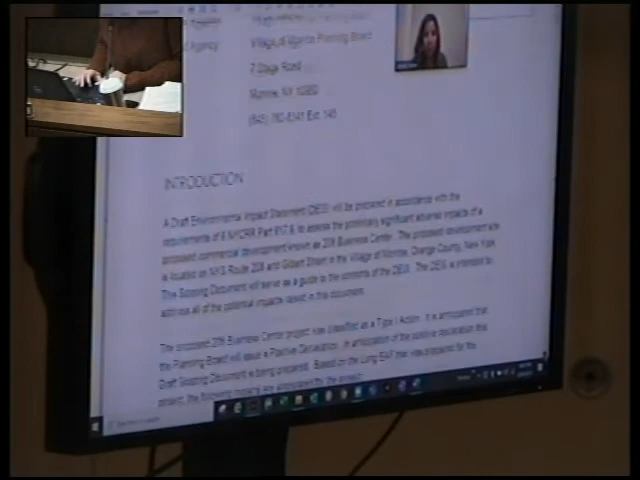 Village of Monroe Planning Board
7 Stage Road
Monroe, NY 10950
(845) 782-8341 Ext. 145
INTRODUCTION
A Draft Environmental Impact Statement (DEIS) will be prepared in accordance with the
requirements of 6 NYCRR Part 617.9, to assess the potentially significant adverse impacts of a
proposed commercial development known as 208 Business Center. The proposed development site
is located on NYS Route 208 and Gilbert Street in the Village of Monroe, Orange County, New York.
This Scoping Document will serve as a guide to the contents of the DEIS. The DEIS is intended to
address all of the potential impacts raised in this document.
The proposed 208 Business Center project was classified as a Type I Action. It is anticipated that
the Planning Board will issue a Positive Declaration. In anticipation of the positive declaration this
Draft Scoping Document is being prepared. Based on the Long EAF that was prepared for the
project, the following impacts are anticipated for the project: